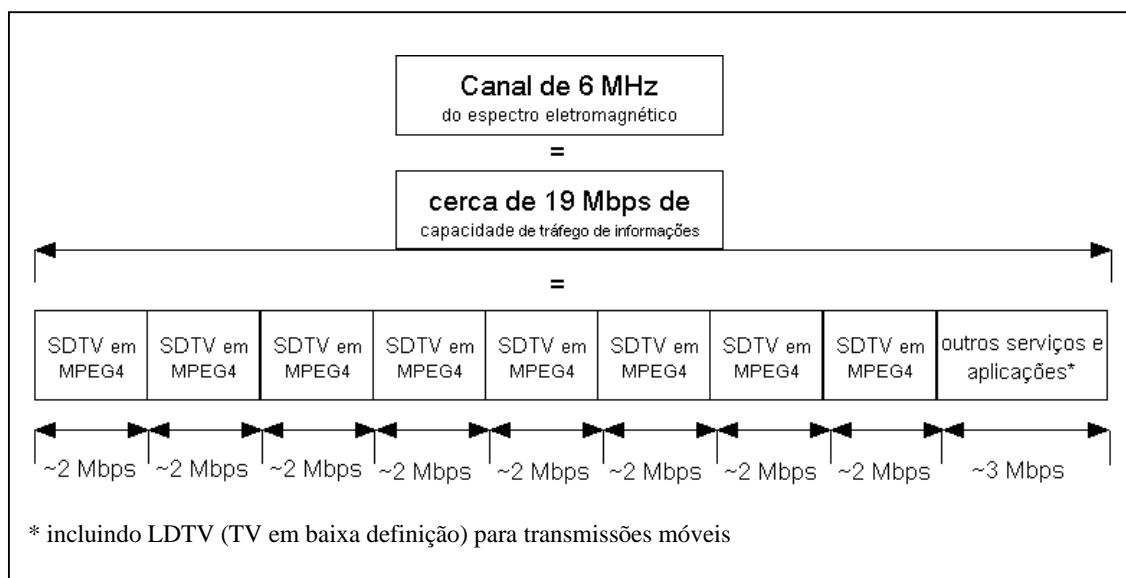 Canal de 6 MHz
do espectro eletromagnético
=
cerca de 19 Mbps de
capacidade de tráfego de informações
=
SDTV em
MPEG4
SDTV em
MPEG4
SDTV em
MPEG4
SDTV em
MPEG4
SDTV em
MPEG4
SDTV em
MPEG4
SDTV em
MPEG4
SDTV em
MPEG4
outros serviços e
aplicações*
~2 Mbps
~2 Mbps
~2 Mbps
~2 Mbps
~2 Mbps
~2 Mbps
~2 Mbps
~2 Mbps
~3 Mbps
* incluindo LDTV (TV em baixa definição) para transmissões móveis